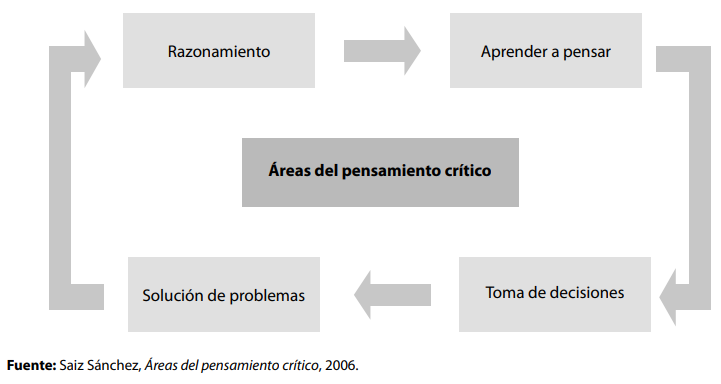 Razonamiento
Aprender a pensar
Áreas del pensamiento crítico
Solución de problemas
Toma de decisiones
Fuente: Saiz Sánchez, Áreas del pensamiento crítico, 2006.